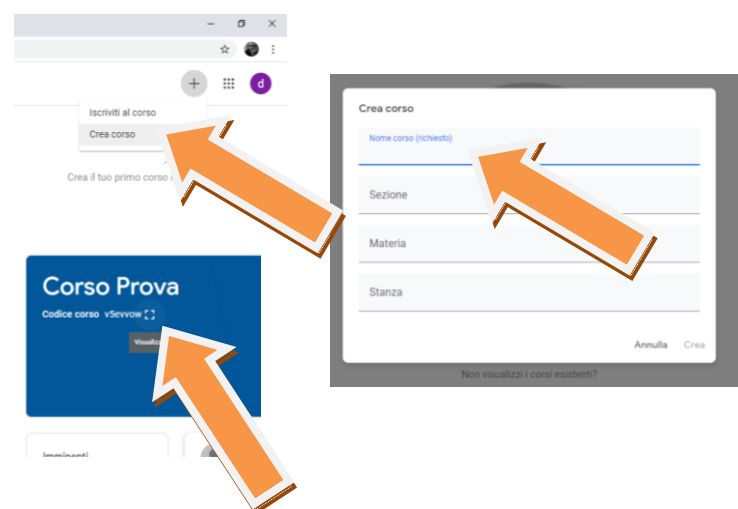 d
Iscriviti al corso
Crea corso
Crea il tuo primo corso
Crea corso
Nome corso (richiesto)
Sezione
Materia
Stanza
Annulla Crea
Non visualizzi i corsi esistenti?
Corso Prova
Codice corso v5evvow